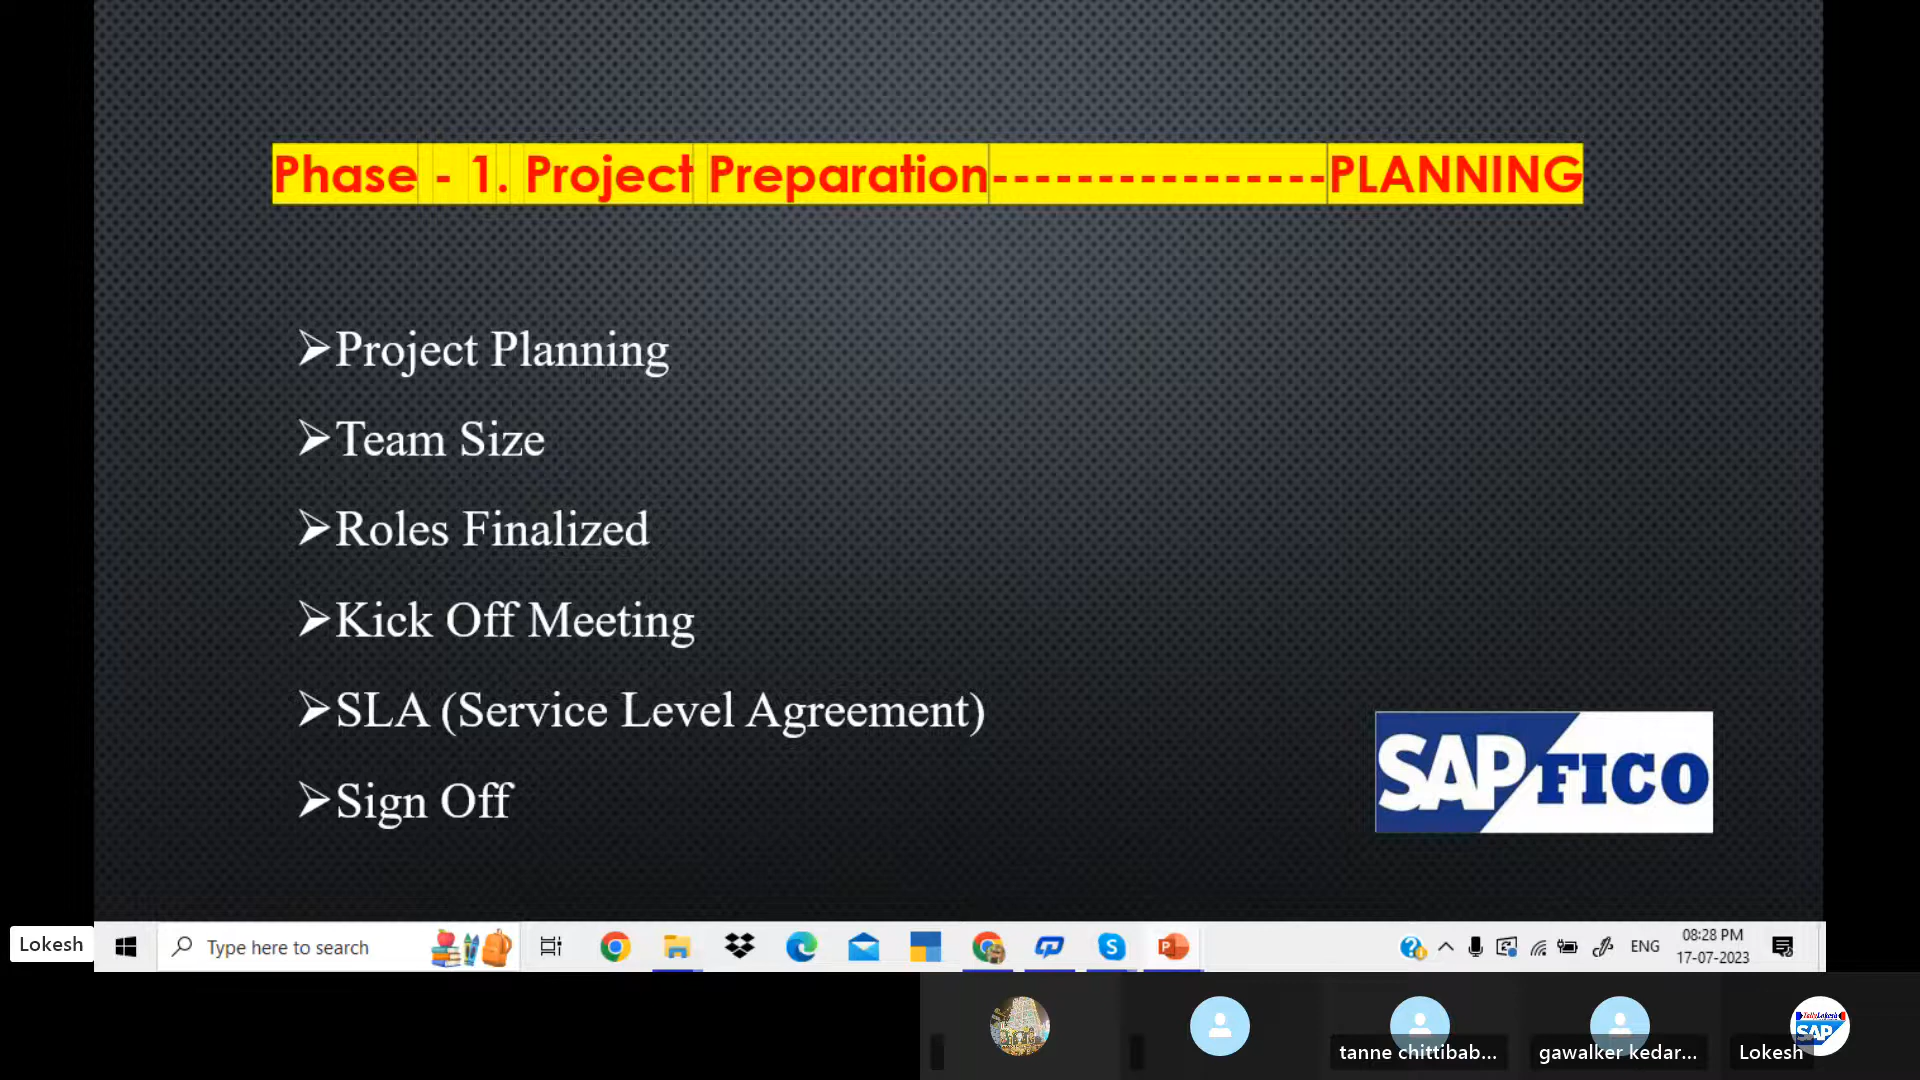 Phase - 1. Project Preparation----------------PLANNING
➢Project Planning
➢Team Size
➢Roles Finalized
➢Kick Off Meeting
➢SLA (Service Level Agreement)
➢Sign Off
SAP FICO
Lokesh
Type here to search
ENG
08:28 PM
17-07-2023
tanne chittibab...
gawalker kedar...
Lokesh
SAP